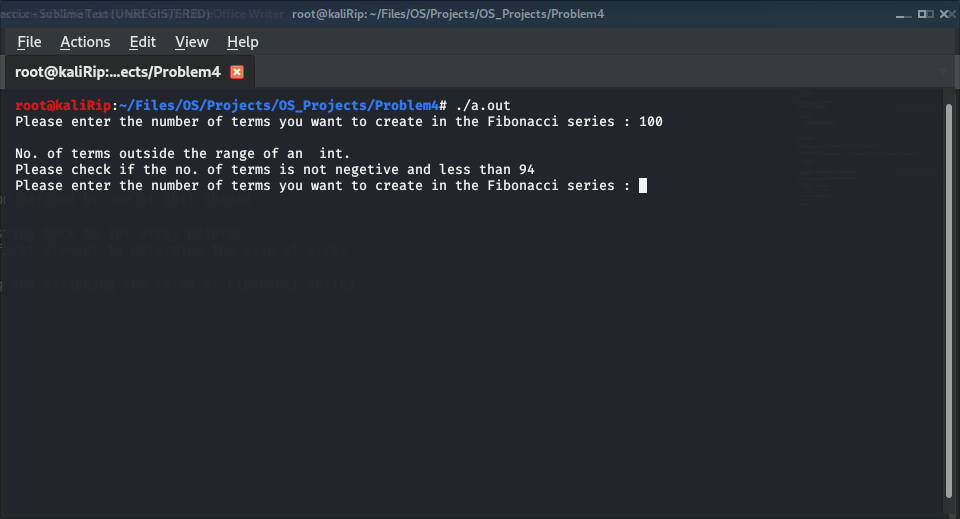 root@kaliRip: ~/Files/OS/Projects/OS_Projects/Problem4
File Actions Edit View Help
root@kaliRip:...ects/Problem4
root@kaliRip:~/Files/OS/Projects/OS_Projects/Problem4# ./a.out
Please enter the number of terms you want to create in the Fibonacci series : 100
No. of terms outside the range of an  int.
Please check if the no. of terms is not negetive and less than 94
Please enter the number of terms you want to create in the Fibonacci series :